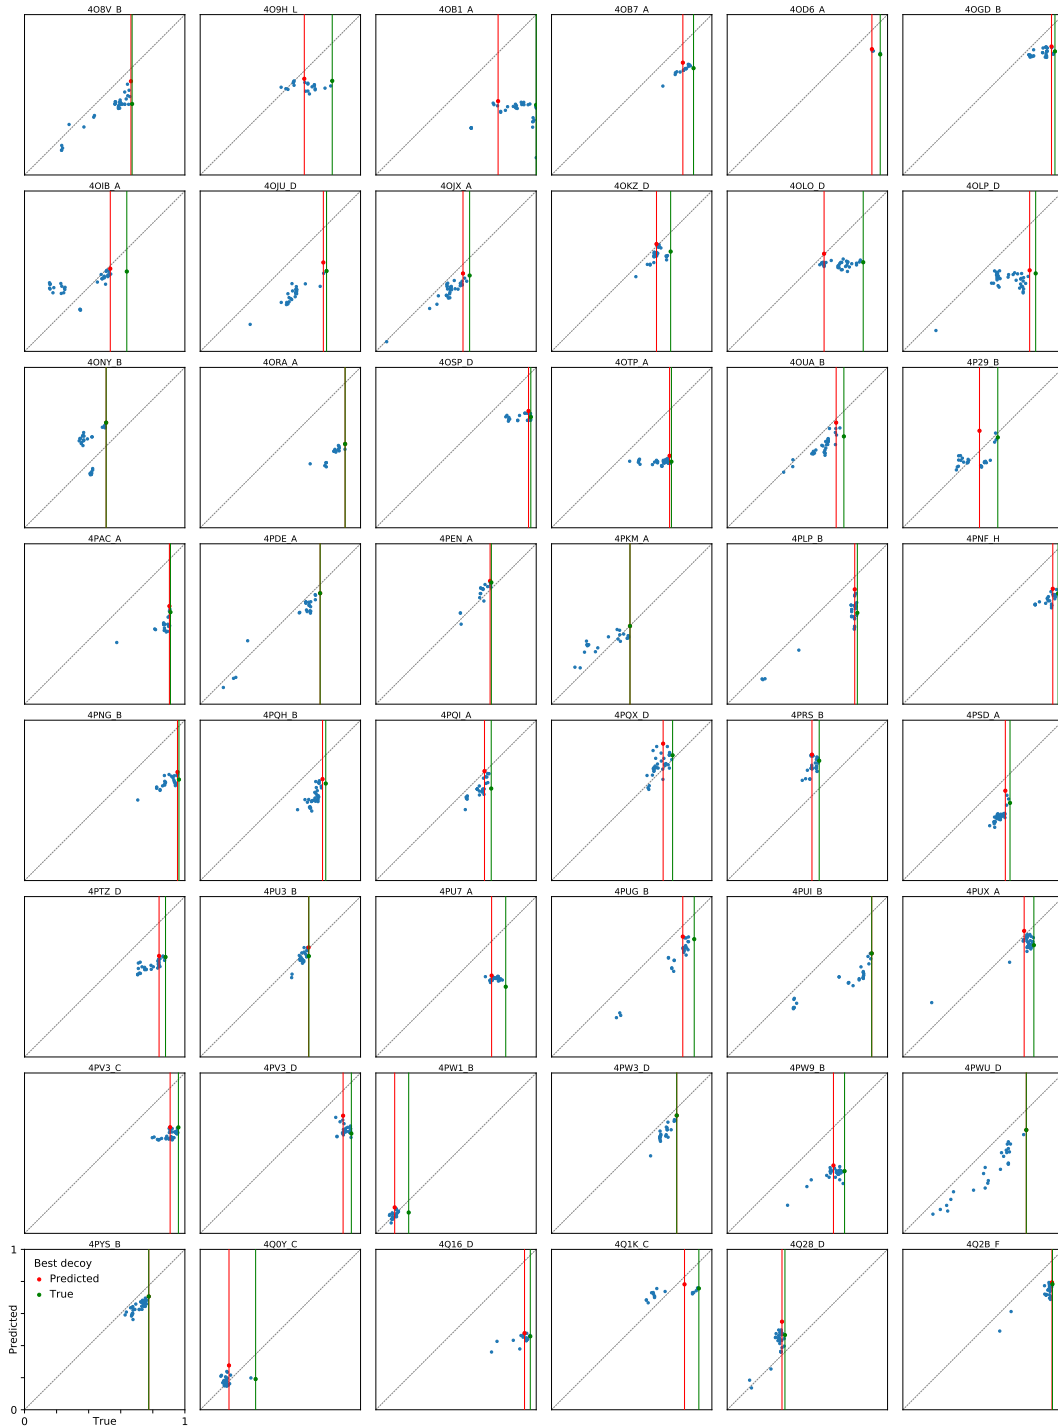 4O8V_B 4O9H_L 4OB1_A 4OB7_A 4OD6_A 4OGD_B
4OIB_A 4OJU_D 4OJX_A 4OKZ_D 4OLO_D 4OLP_D
4ONY_B 4ORA_A 4OSP_D 4OTP_A 4OUA_B 4P29_B
4PAC_A 4PDE_A 4PEN_A 4PKM_A 4PLP_B 4PNF_H
4PNG_B 4PQH_B 4PQI_A 4PQX_D 4PRS_B 4PSD_A
4PTZ_D 4PU3_B 4PU7_A 4PUG_B 4PUI_B 4PUX_A
4PV3_C 4PV3_D 4PW1_B 4PW3_D 4PW9_B 4PWU_D
4PYS_B 4Q0Y_C 4Q16_D 4Q1K_C 4Q28_D 4Q2B_F
1
Best decoy
Predicted
True
Predicted
0
0 True 1